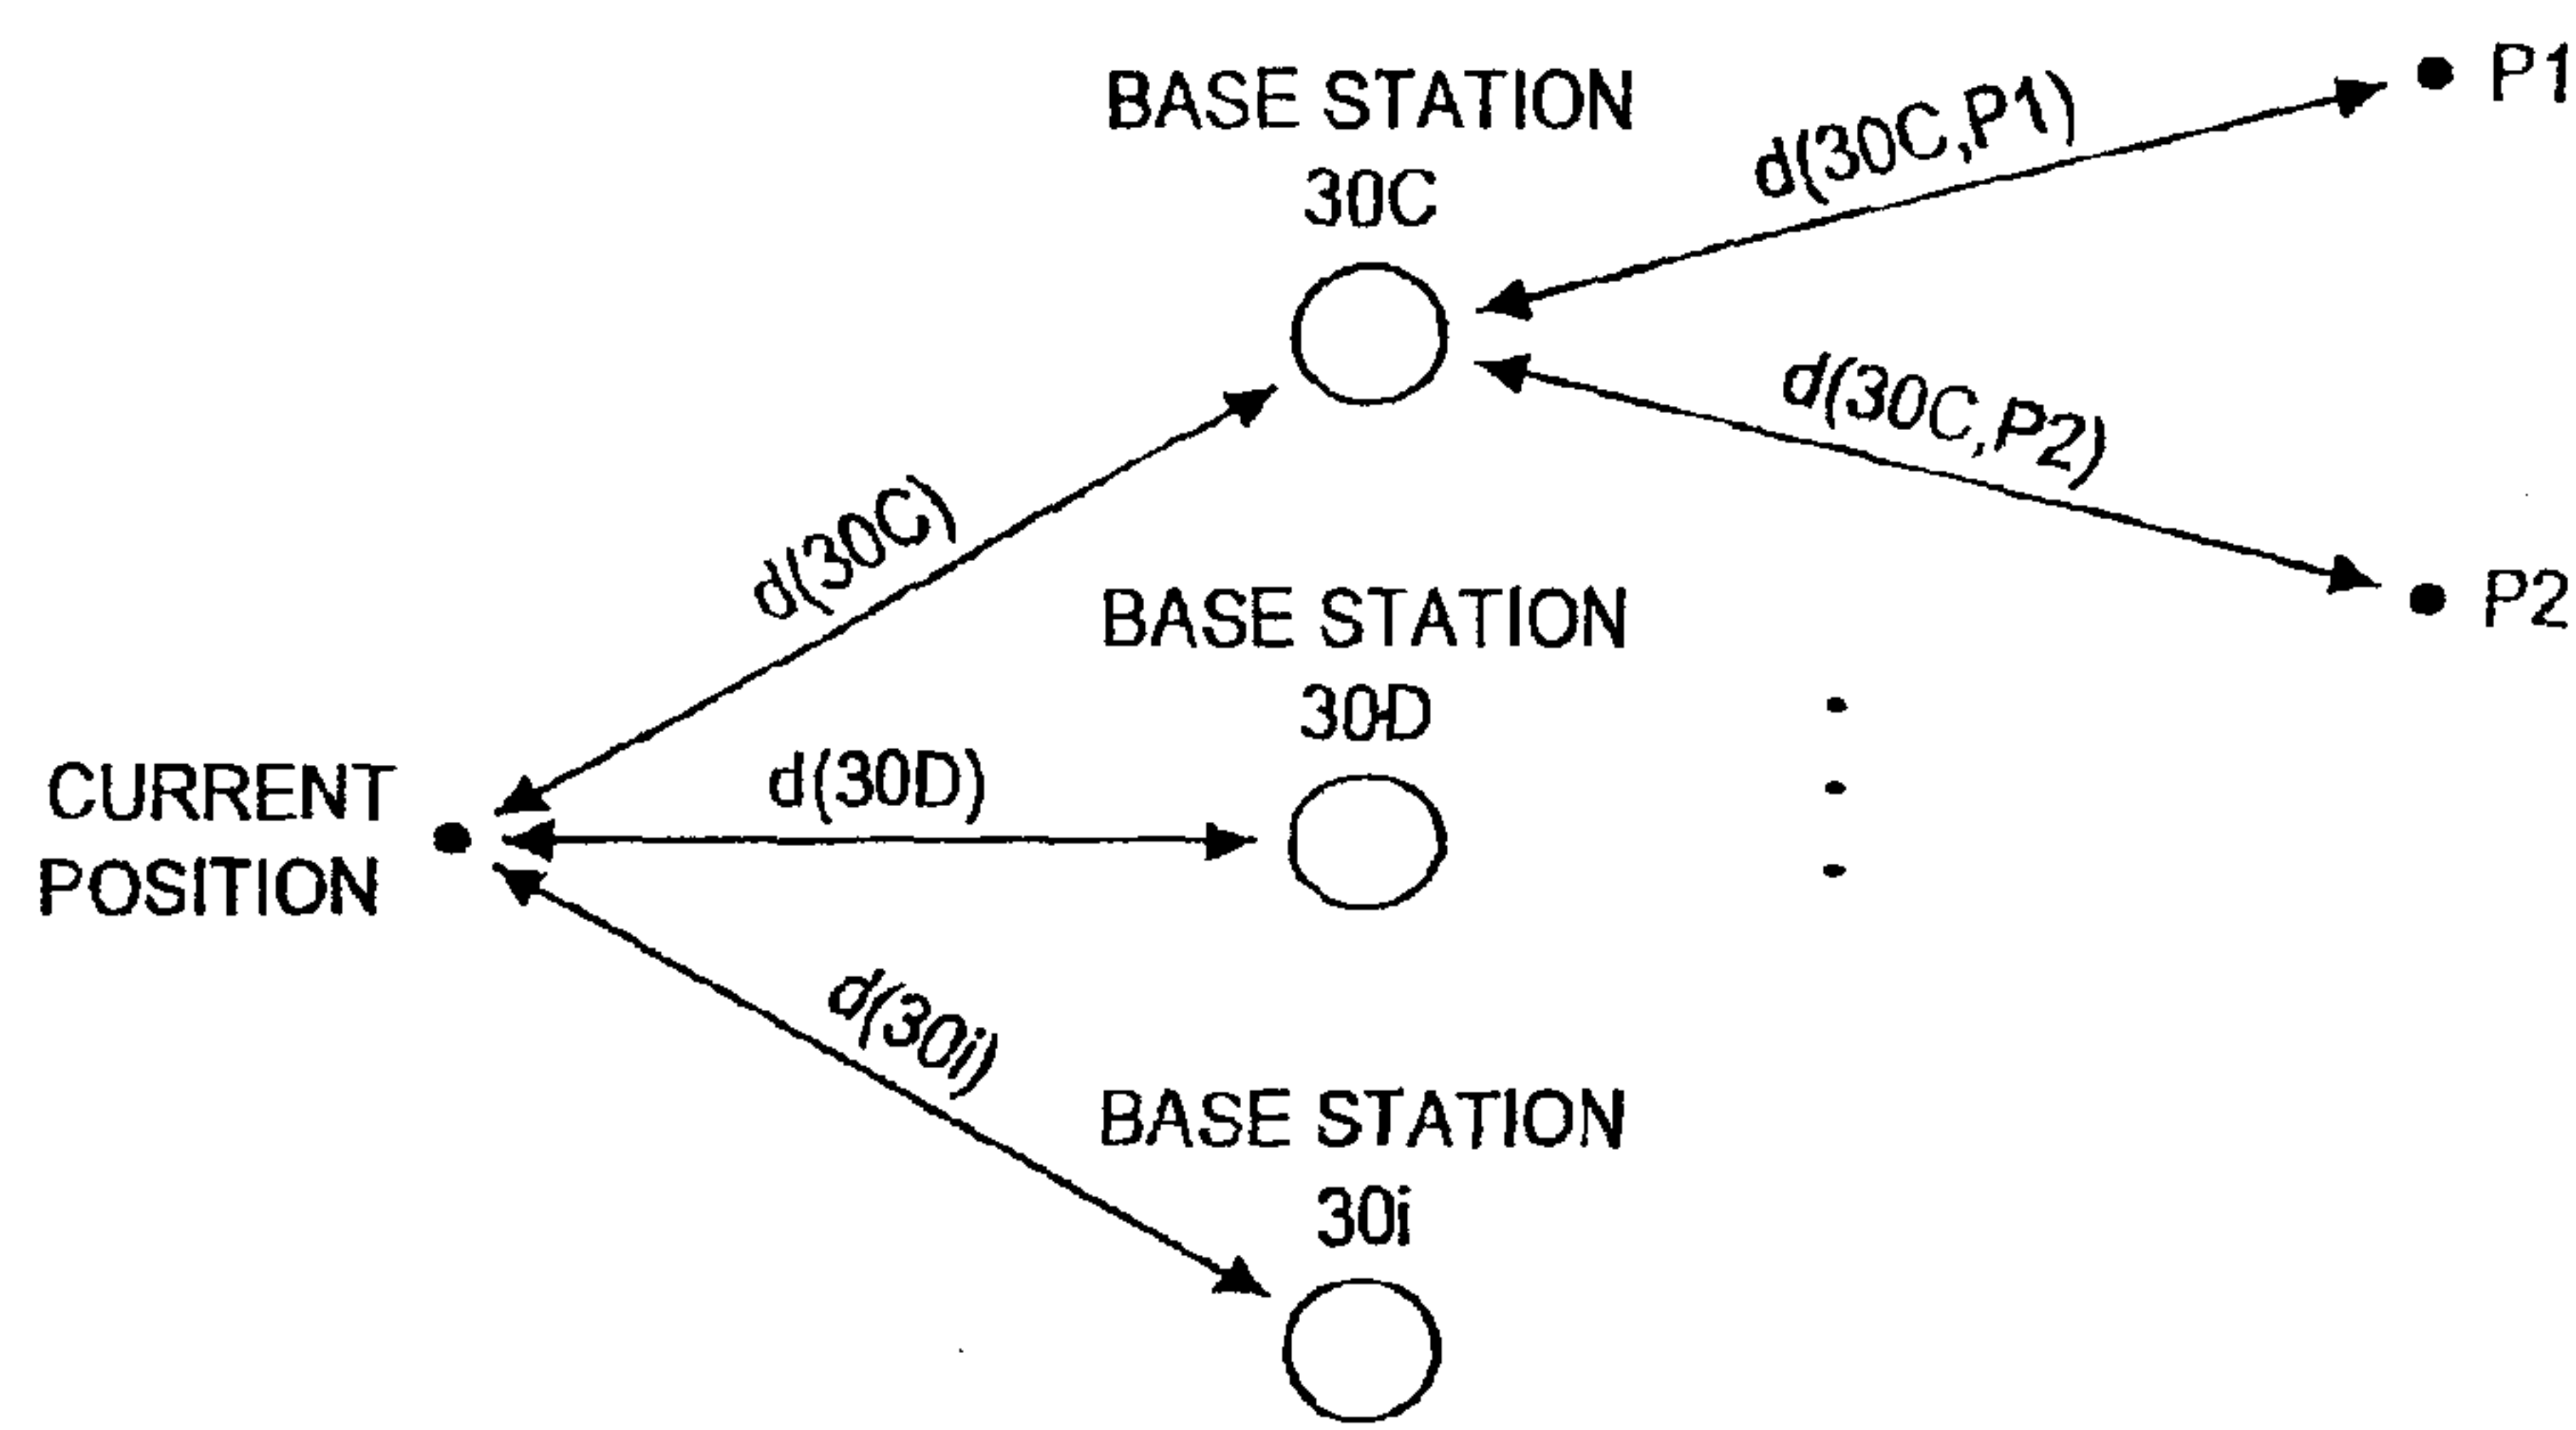 BASE STATION
30C
d(30C,P1)
P1
d(30C,P2)
P2
d(30C)
BASE STATION
30D
d(30D)
CURRENT
POSITION
d(30i)
BASE STATION
30i